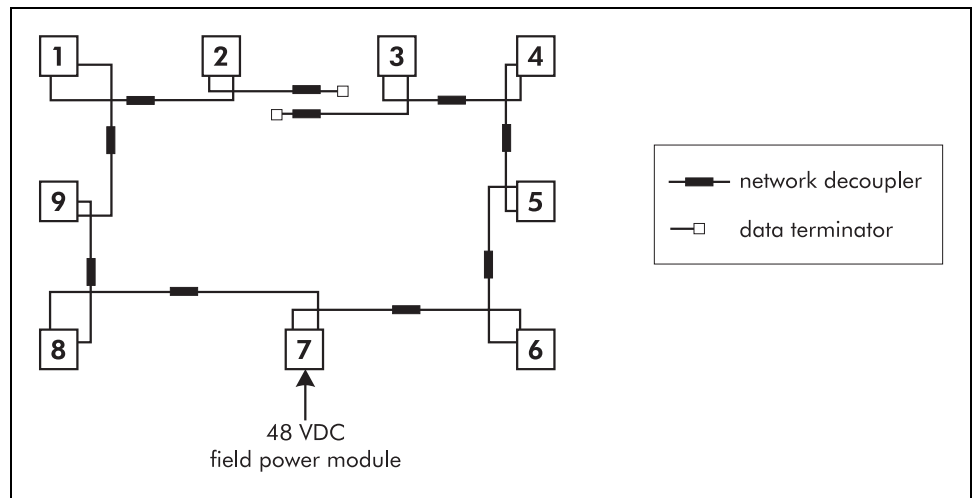 1
2
3
4
network decoupler
data terminator
9
5
8
7
6
48 VDC
field power module